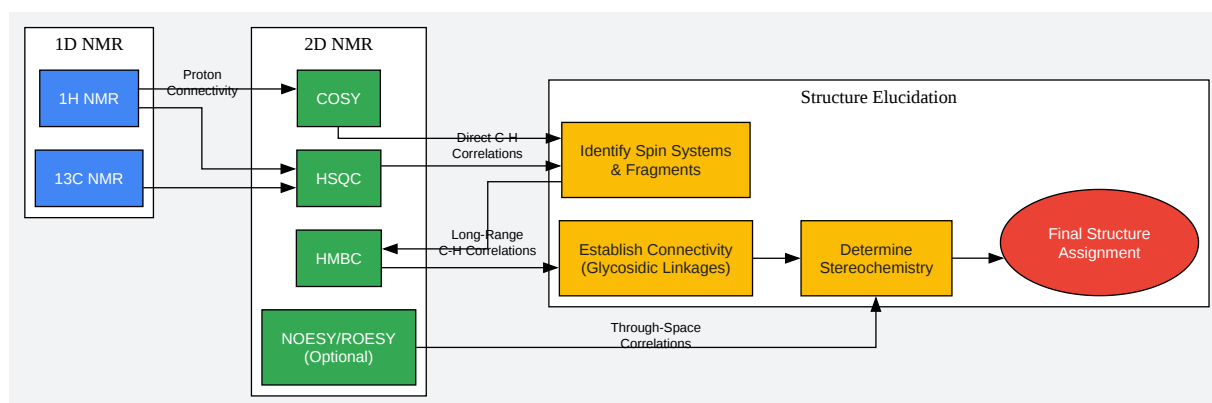 1D NMR
1H NMR
13C NMR
Proton
Connectivity
2D NMR
COSY
HSQC
HMBC
NOESY/ROESY
(Optional)
Direct C-H
Correlations
Long-Range
C-H Correlations
Through-Space
Correlations
Structure Elucidation
Identify Spin Systems
& Fragments
Establish Connectivity
(Glycosidic Linkages)
Determine
Stereochemistry
Final Structure
Assignment